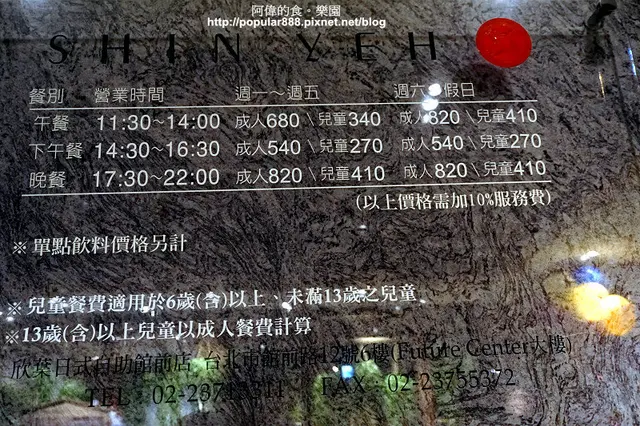 阿偉的食。樂園
http://popular888.pixnet.net/blog
SHIN YEH
餐別 營業時間 週一～週五 週六 假日
午餐 11:30~14:00 成人680 \兒童340 成人820 \兒童410
下午餐 14:30~16:30 成人540 \兒童270 成人540 \兒童270
晚餐 17:30~22:00 成人820 \兒童410 成人820 \兒童410
(以上價格需加10%服務費)
※ 單點飲料價格另計
※ 兒童餐費適用於6歲(含)以上、未滿13歲之兒童
※13歲(含)以上兒童以成人餐費計算
欣葉日式自助館前店 台北市館前路12號6樓(Future Center大樓)
TEL : FAX : 02-23755372